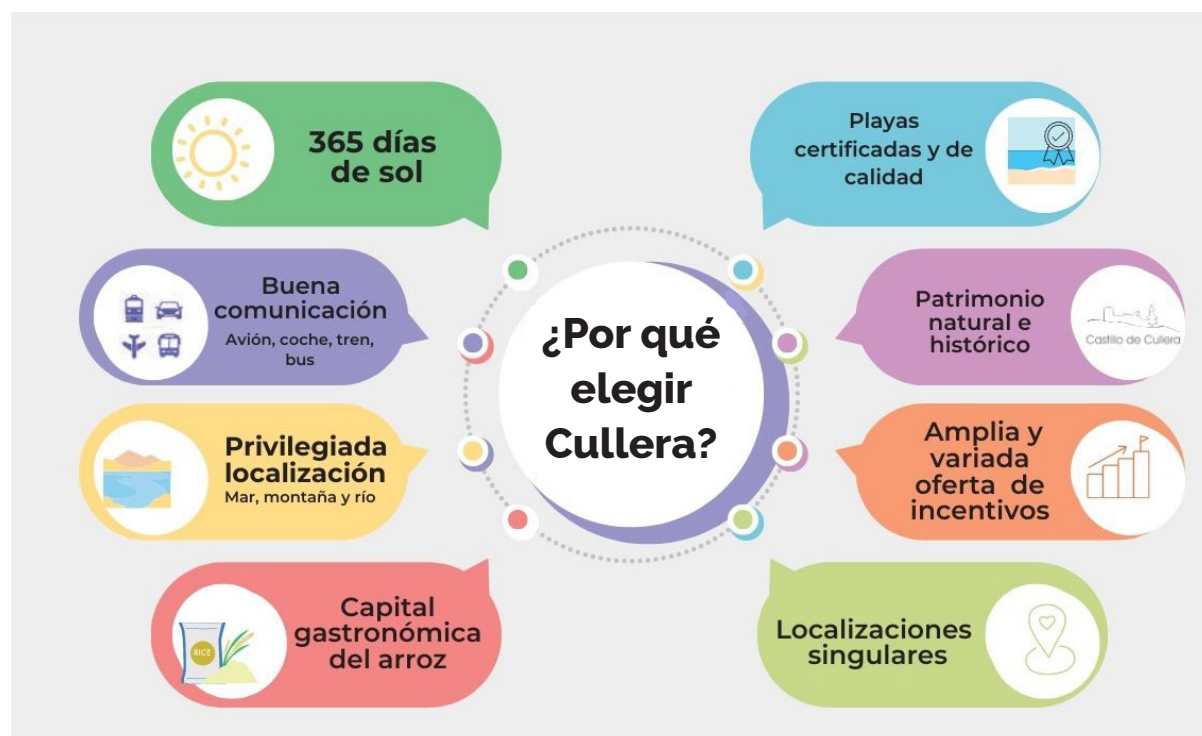 365 días
de sol
Buena
comunicación
Avión, coche, tren,
bus
Privilegiada
localización
Mar, montaña y río
RICE
Capital
gastronómica
del arroz
¿Por qué
elegir
Cullera?
Playas
certificadas y de
calidad
Patrimonio
natural e
histórico
Castillo de Cullera
Amplia y
variada
oferta de
incentivos
Localizaciones
singulares